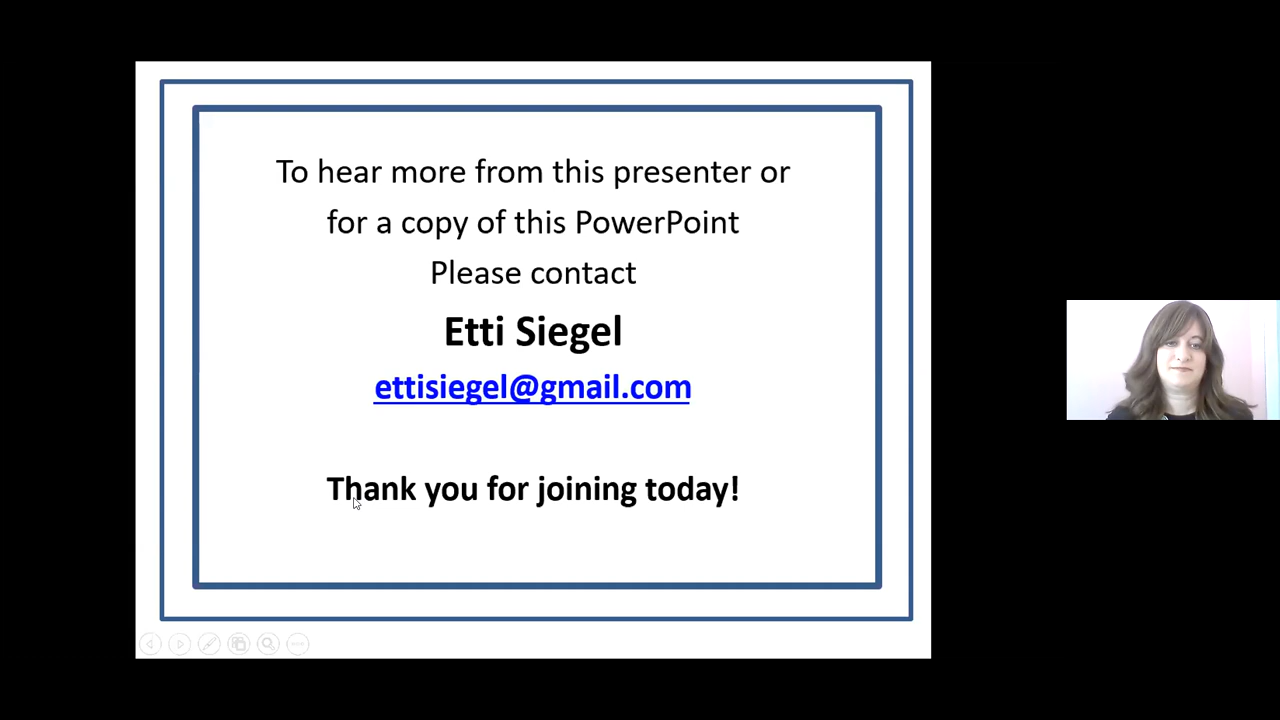 To hear more from this presenter or
for a copy of this PowerPoint
Please contact
Etti Siegel
ettisiegel@gmail.com
Thank you for joining today!